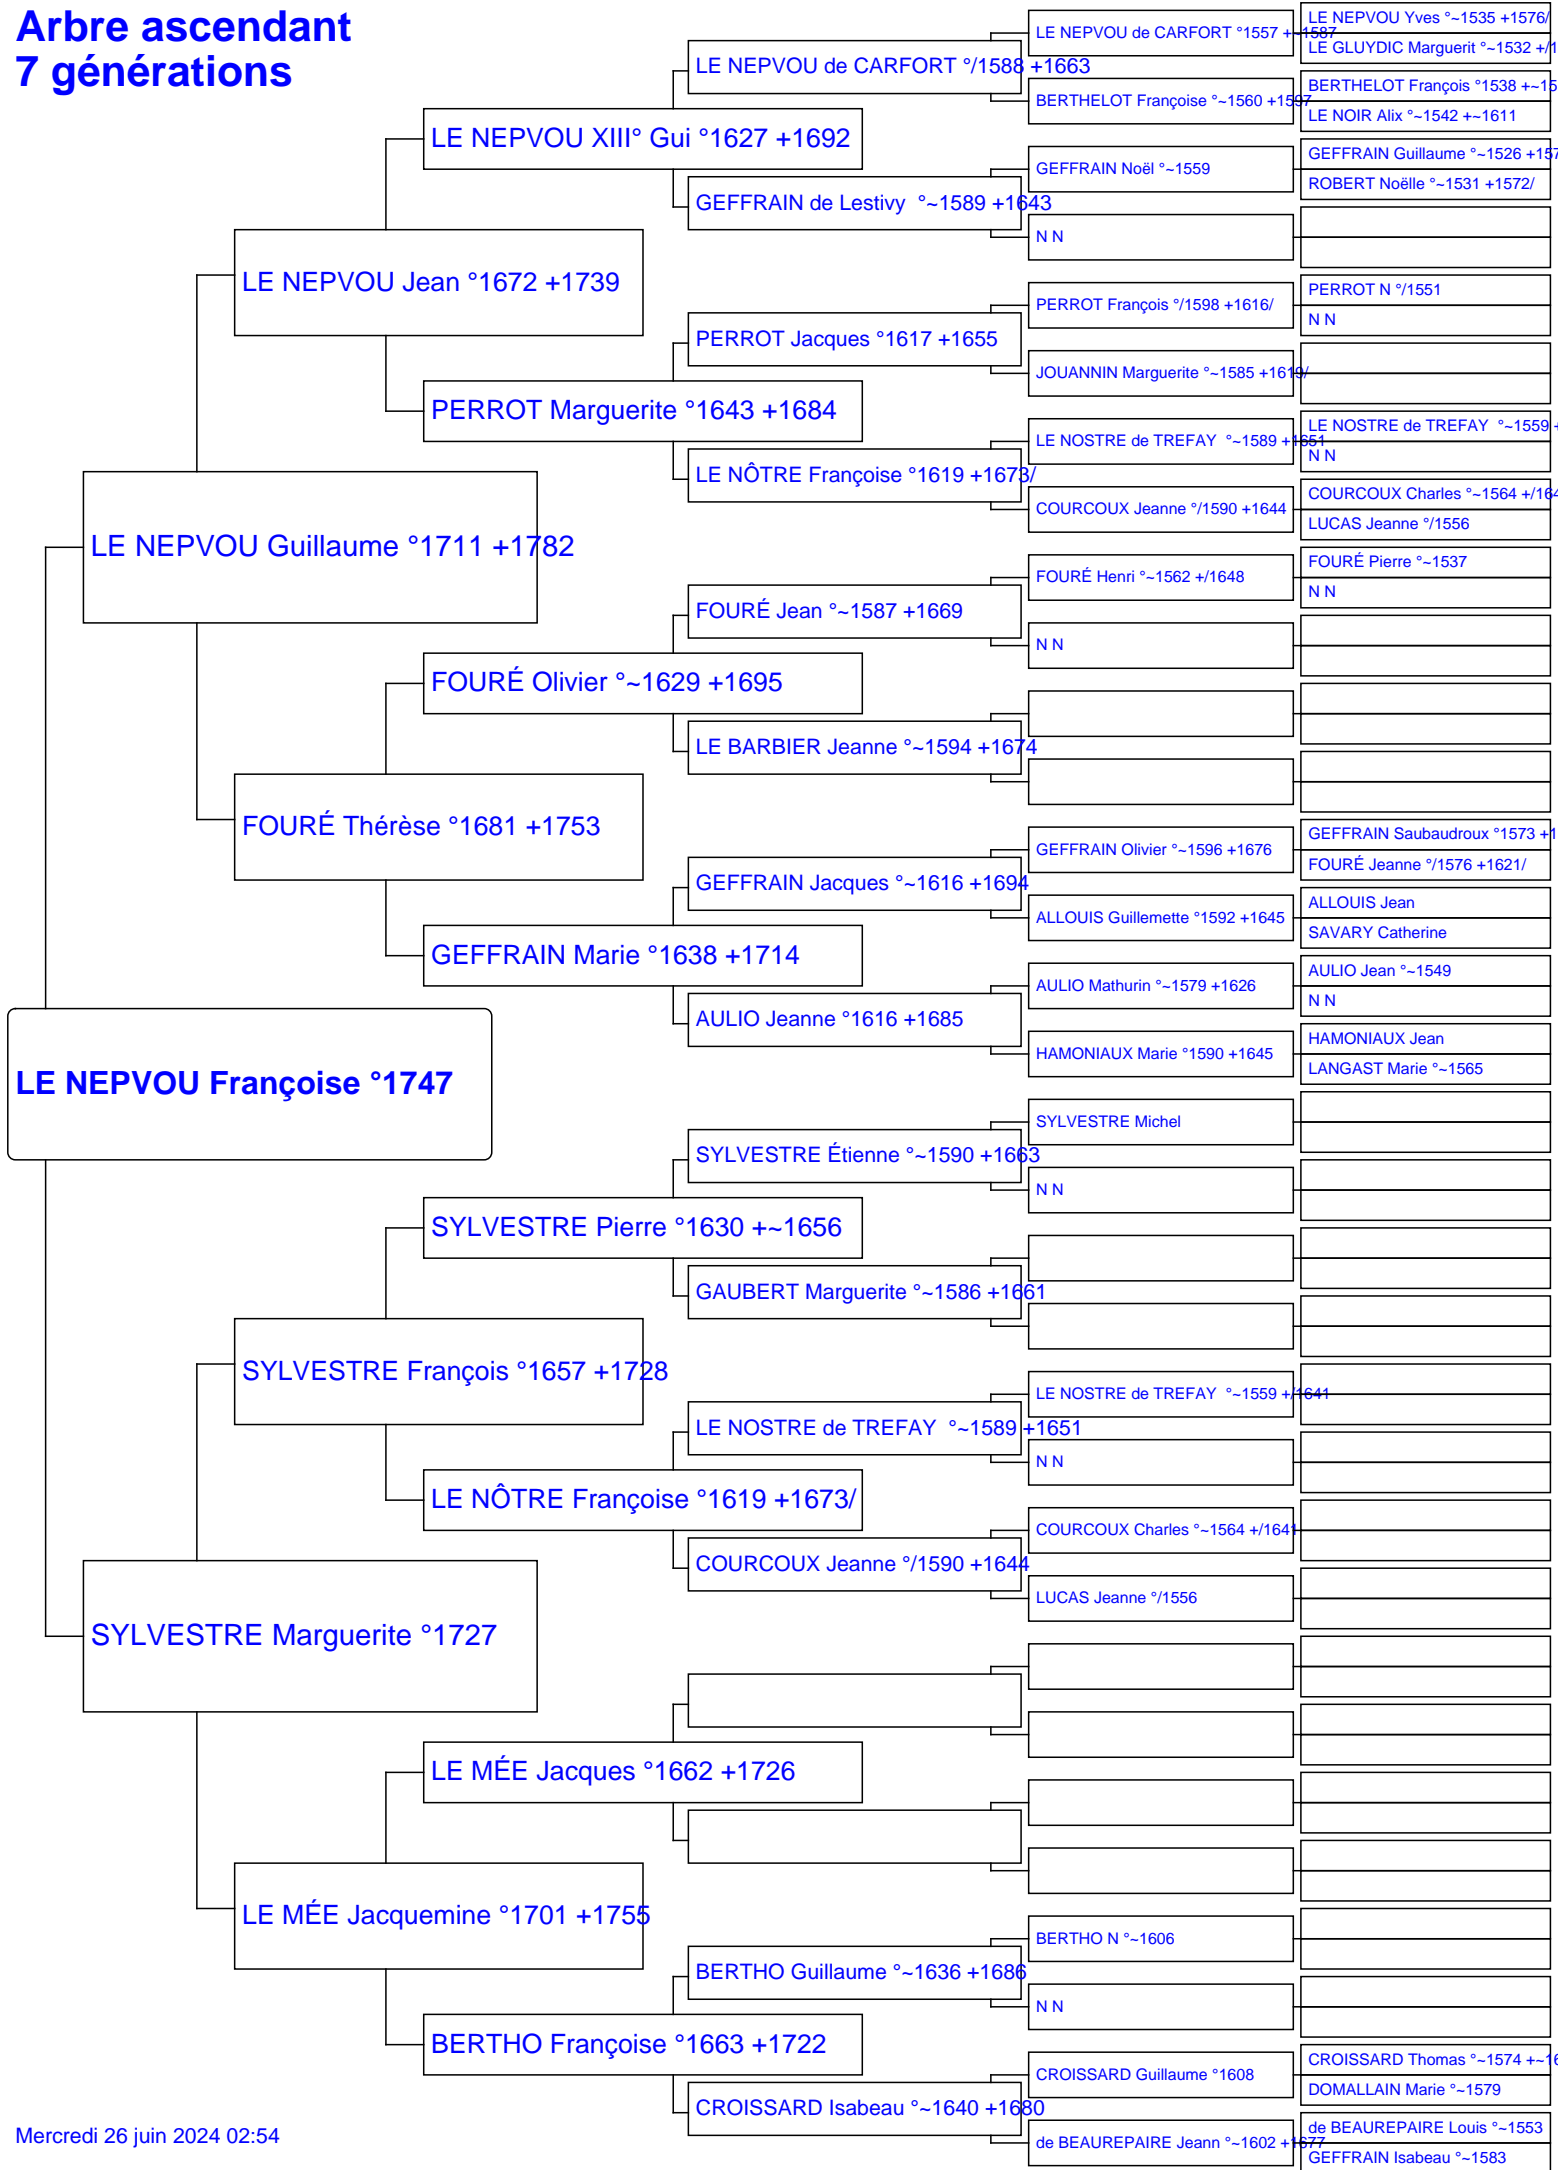 Arbre ascendant
7 générations
LE NEPVOU Françoise °1747
LE NEPVOU Guillaume °1711 +1782
SYLVESTRE Marguerite °1727
LE NEPVOU Jean °1672 +1739
FOURÉ Thérèse °1681 +1753
SYLVESTRE François °1657 +1728
LE MÉE Jacquemine °1701 +1755
LE NEPVOU XIII° Gui °1627 +1692
PERROT Marguerite °1643 +1684
FOURÉ Olivier °~1629 +1695
GEFFRAIN Marie °1638 +1714
SYLVESTRE Pierre °1630 +~1656
LE NÔTRE Françoise °1619 +1673/
LE MÉE Jacques °1662 +1726
BERTHO Françoise °1663 +1722
LE NEPVOU de CARFORT °/1588 +1663
GEFFRAIN de Lestivy °~1589 +1643
PERROT Jacques °1617 +1655
LE NÔTRE Françoise °1619 +1673/
FOURÉ Jean °~1587 +1669
LE BARBIER Jeanne °~1594 +1674
GEFFRAIN Jacques °~1616 +1694
AULIO Jeanne °1616 +1685
SYLVESTRE Étienne °~1590 +1663
GAUBERT Marguerite °~1586 +1661
LE NOSTRE de TREFAY °~1589 +1651
COURCOUX Jeanne °/1590 +1644
BERTHO Guillaume °~1636 +1686
CROISSARD Isabeau °~1640 +1680
LE NEPVOU de CARFORT °1557 +~1587
BERTHELOT Françoise °~1560 +1597
GEFFRAIN Noël °~1559
N N
PERROT François °/1598 +1616/
JOUANNIN Marguerite °~1585 +1619/
LE NOSTRE de TREFAY °~1589 +1651
COURCOUX Jeanne °/1590 +1644
FOURÉ Henri °~1562 +/1648
N N
GEFFRAIN Olivier °~1596 +1676
ALLOUIS Guillemette °1592 +1645
AULIO Mathurin °~1579 +1626
HAMONIAUX Marie °1590 +1645
SYLVESTRE Michel
N N
LE NOSTRE de TREFAY °~1559 +/1641
N N
COURCOUX Charles °~1564 +/1641
LUCAS Jeanne °/1556
BERTHO N °~1606
N N
CROISSARD Guillaume °1608
de BEAUREPAIRE Jeann °~1602 +1677
LE NEPVOU Yves °~1535 +1576/
LE GLUYDIC Marguerit °~1532 +/1
BERTHELOT François °1538 +~15
LE NOIR Alix °~1542 +~1611
GEFFRAIN Guillaume °~1526 +157
ROBERT Noëlle °~1531 +1572/
PERROT N °/1551
N N
LE NOSTRE de TREFAY °~1559 +
N N
COURCOUX Charles °~1564 +/164
LUCAS Jeanne °/1556
FOURÉ Pierre °~1537
N N
GEFFRAIN Saubaudroux °1573 +1
FOURÉ Jeanne °/1576 +1621/
ALLOUIS Jean
SAVARY Catherine
AULIO Jean °~1549
N N
HAMONIAUX Jean
LANGAST Marie °~1565
CROISSARD Thomas °~1574 +~16
DOMALLAIN Marie °~1579
de BEAUREPAIRE Louis °~1553
GEFFRAIN Isabeau °~1583
Mercredi 26 juin 2024 02:54